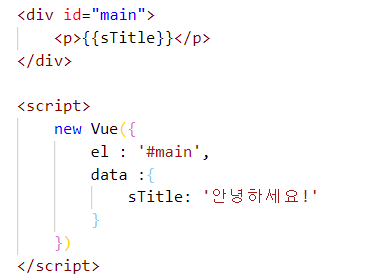 <div id="main">
    <p>{{sTitle}}</p>
</div>

<script>
    new Vue({
        el : '#main',
        data :{
            sTitle: '안녕하세요!'
        }
    })
</script>